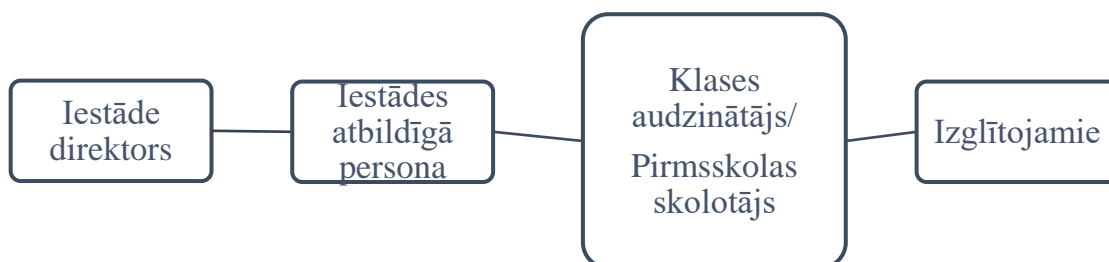 Iestāde
direktors
Iestādes
atbildīgā
persona
Klases
audzinātājs/
Pirmsskolas
skolotājs
Izglītojamie